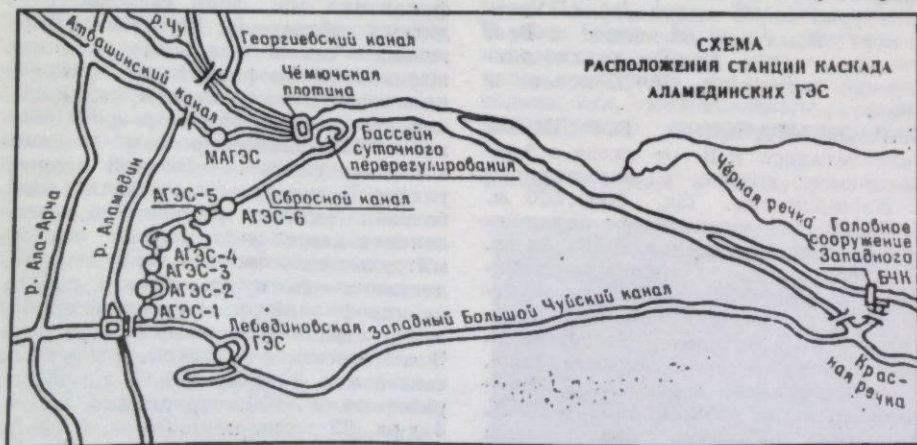 СХЕМА
РАСПОЛОЖЕНИЯ СТАНЦИЙ КАСКАДА
АЛАМЕДИНСКИХ ГЭС
р. Чу
Атбашинский
канал
Георгиевский канал
Чемючская
плотина
МАГЭС
Бассейн
суточного
перерегулирования
Сбросной канал
АГЭС-5
АГЭС-6
АГЭС-4
АГЭС-3
АГЭС-2
АГЭС-1
р. Ала-Арча
р. Аламедин
Лебединовская
ГЭС
Западный Большой Чуйский канал
Чёрная речка
Головное
сооружение
Западного
БЧК
Крас-
ная речка